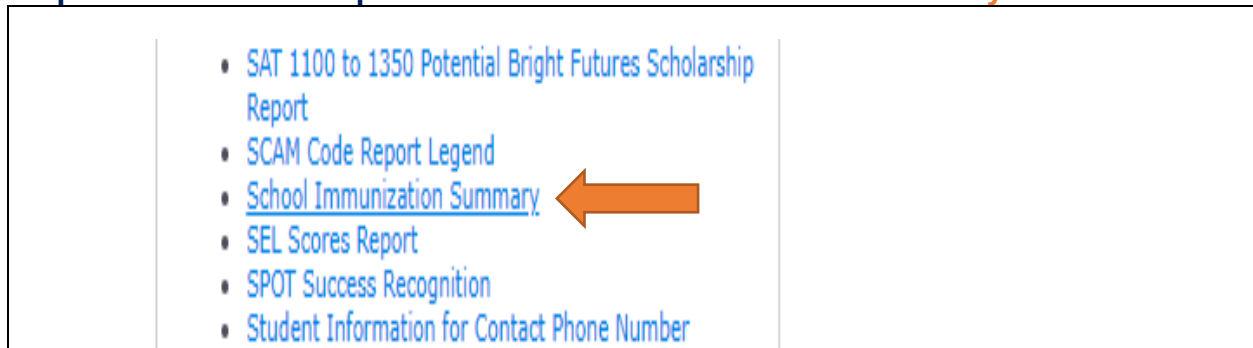 • SAT 1100 to 1350 Potential Bright Futures Scholarship
Report
• SCAM Code Report Legend
• School Immunization Summary
• SEL Scores Report
• SPOT Success Recognition
• Student Information for Contact Phone Number